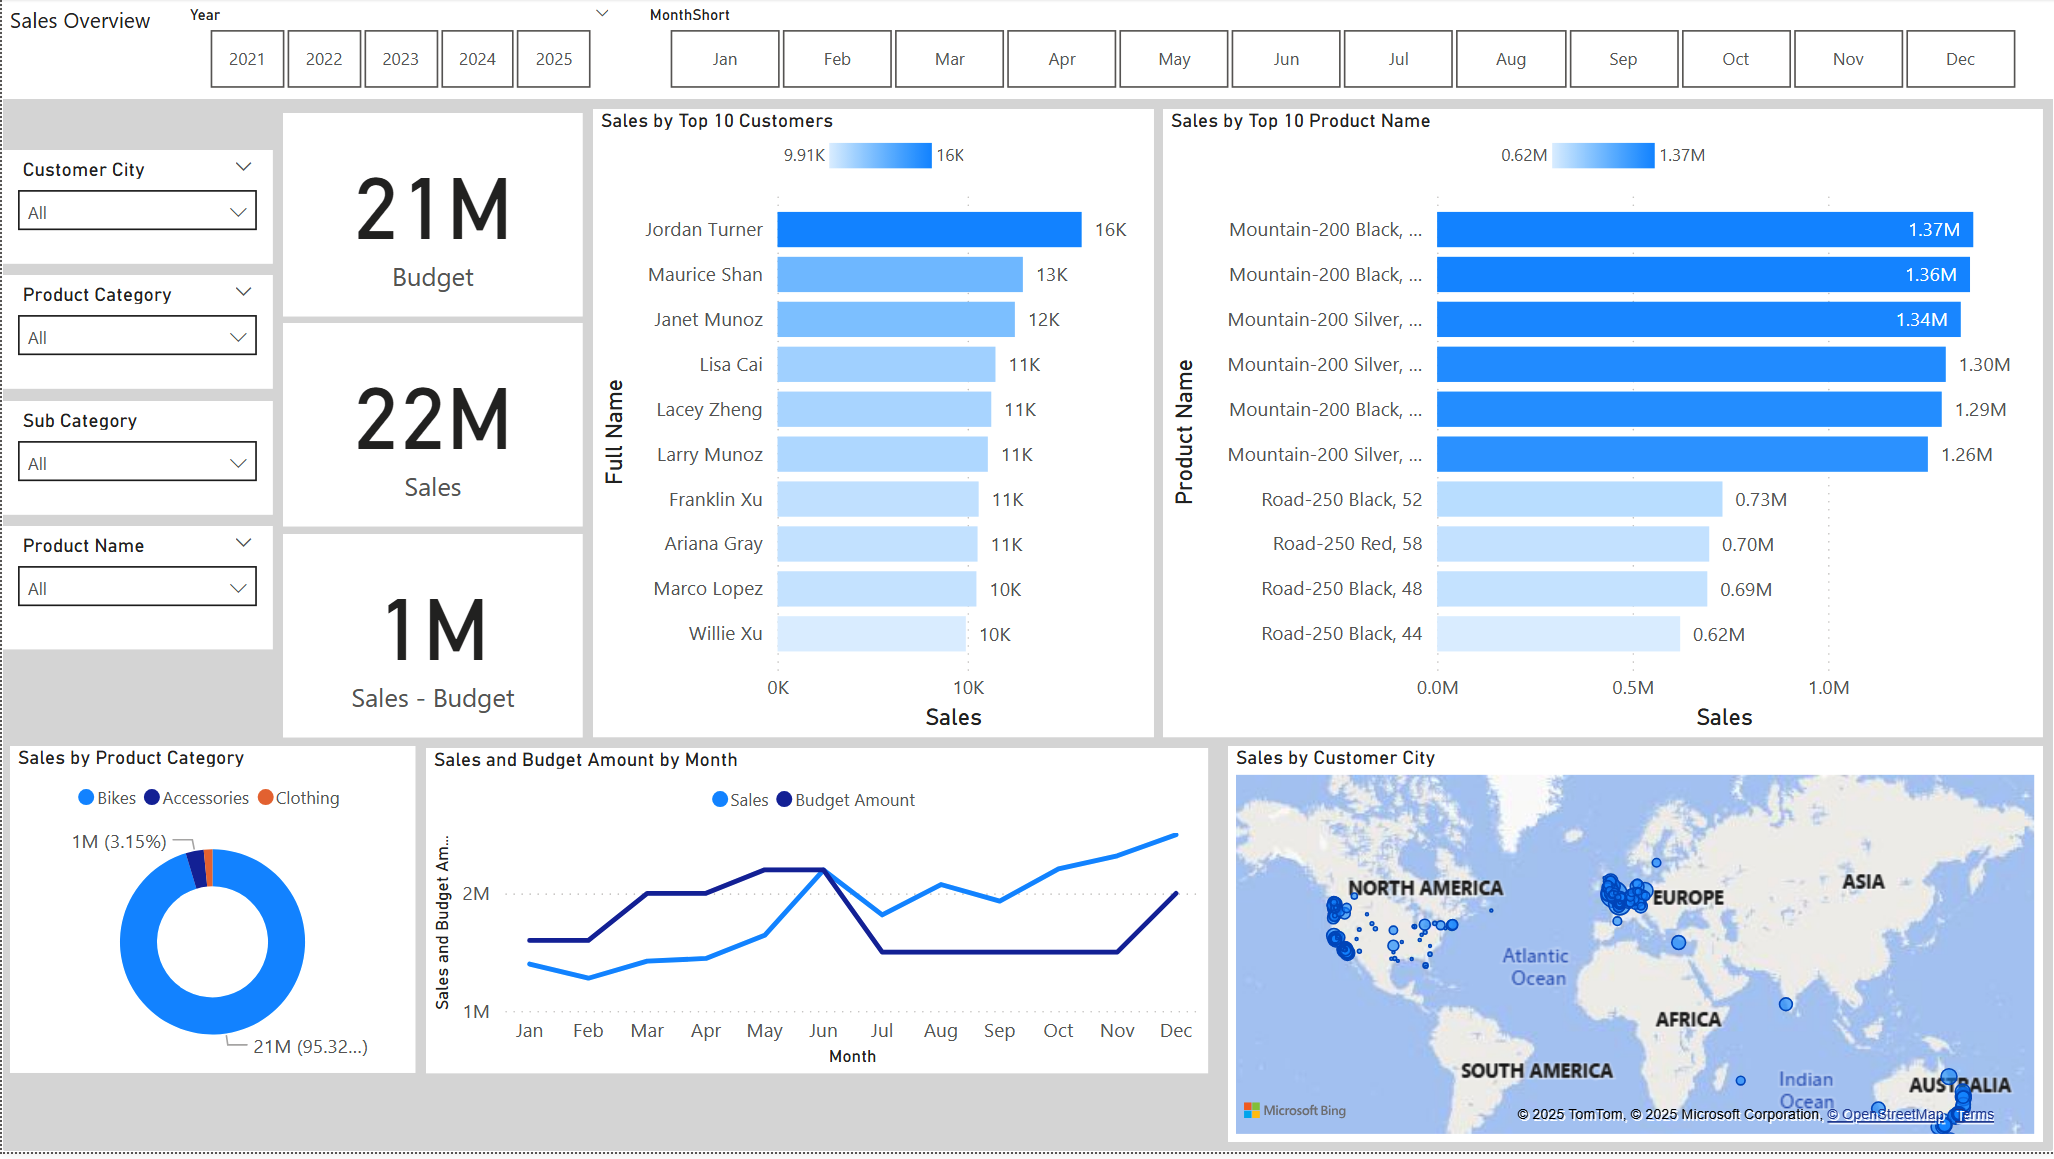 Sales Overview
Year
2021 2022 2023 2024 2025
MonthShort
Jan Feb Mar Apr May Jun Jul Aug Sep Oct Nov Dec
Customer City
All
Product Category
All
Sub Category
All
Product Name
All
21M
Budget
22M
Sales
1M
Sales - Budget
Sales by Top 10 Customers
9.91K 16K
Full Name
Jordan Turner 16K
Maurice Shan 13K
Janet Munoz 12K
Lisa Cai 11K
Lacey Zheng 11K
Larry Munoz 11K
Franklin Xu 11K
Ariana Gray 11K
Marco Lopez 10K
Willie Xu 10K
0K 10K
Sales
Sales by Top 10 Product Name
0.62M 1.37M
Product Name
Mountain-200 Black, ... 1.37M
Mountain-200 Black, ... 1.36M
Mountain-200 Silver, ... 1.34M
Mountain-200 Silver, ... 1.30M
Mountain-200 Black, ... 1.29M
Mountain-200 Silver, ... 1.26M
Road-250 Black, 52 0.73M
Road-250 Red, 58 0.70M
Road-250 Black, 48 0.69M
Road-250 Black, 44 0.62M
0.0M 0.5M 1.0M
Sales
Sales by Product Category
Bikes Accessories Clothing
1M (3.15%)
21M (95.32...)
Sales and Budget Amount by Month
Sales Budget Amount
Sales and Budget Am...
2M
1M
Jan Feb Mar Apr May Jun Jul Aug Sep Oct Nov Dec
Month
Sales by Customer City
NORTH AMERICA
EUROPE
ASIA
Atlantic
Ocean
AFRICA
SOUTH AMERICA
Indian
Ocean
AUSTRALIA
Microsoft Bing
© 2025 TomTom, © 2025 Microsoft Corporation, © OpenStreetMap Terms